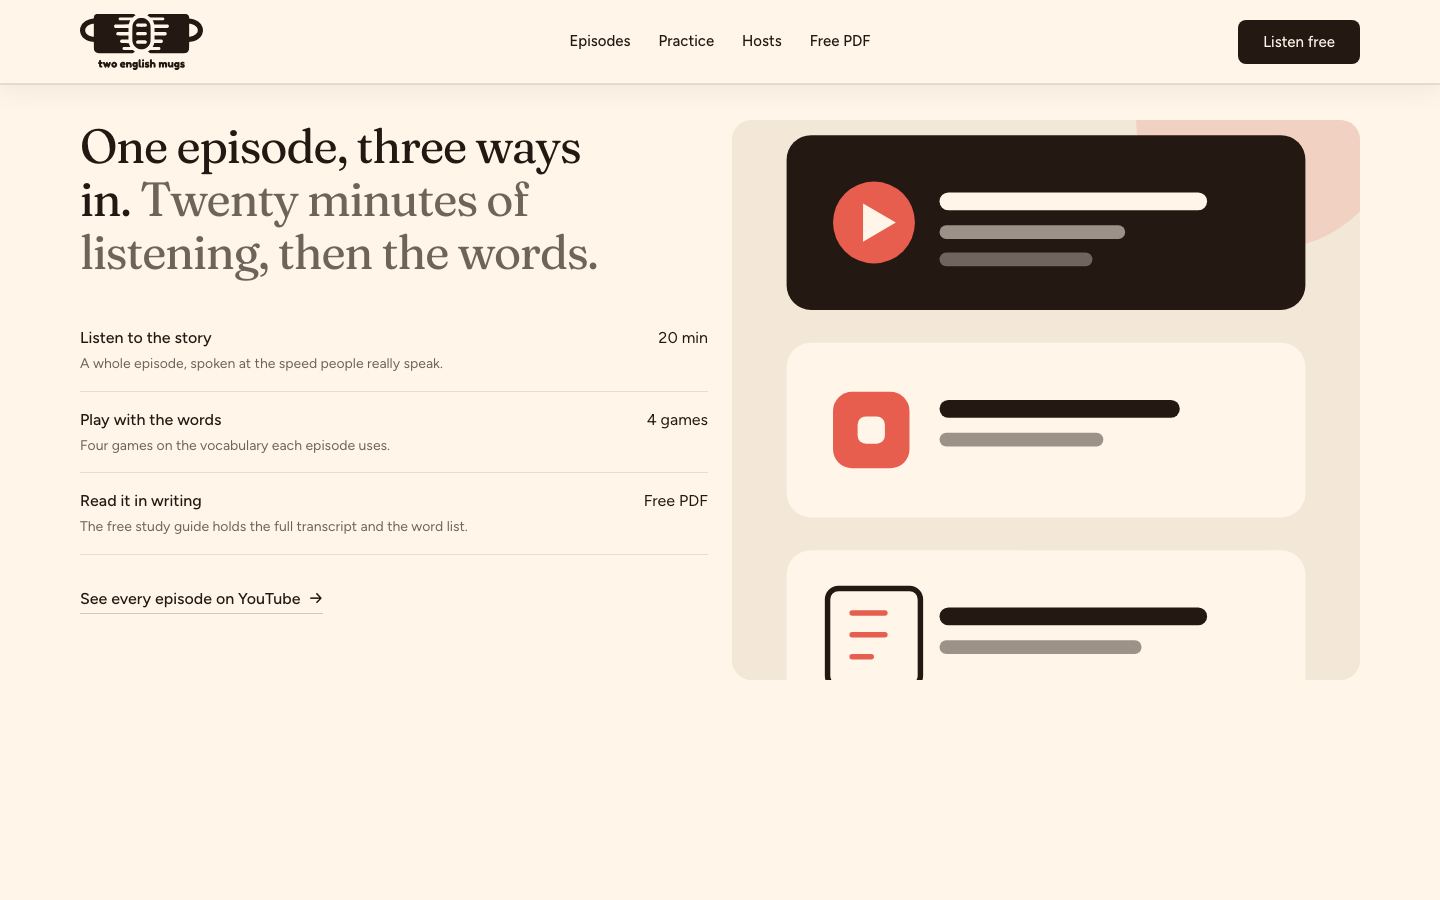 two english mugs
Episodes
Practice
Hosts
Free PDF
Listen free
One episode, three ways
in. Twenty minutes of
listening, then the words.
Listen to the story
20 min
A whole episode, spoken at the speed people really speak.
Play with the words
4 games
Four games on the vocabulary each episode uses.
Read it in writing
Free PDF
The free study guide holds the full transcript and the word list.
See every episode on YouTube →